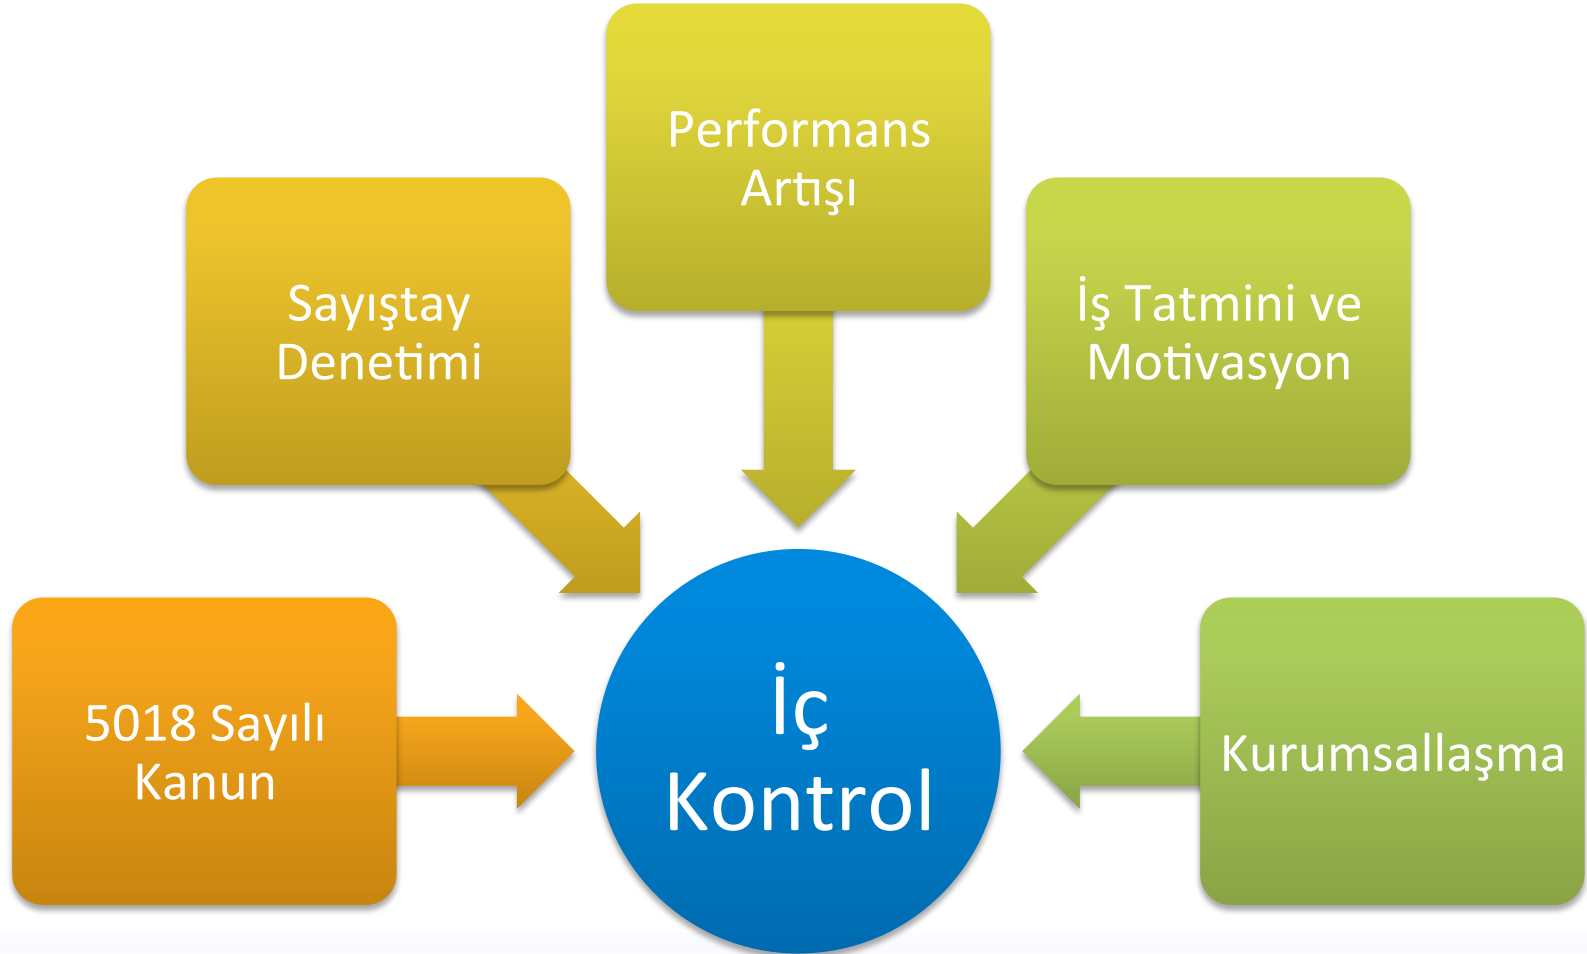 Performans
Artışı
Sayıştay
Denetimi
İş Tatmini ve
Motivasyon
5018 Sayılı
Kanun
İç
Kontrol
Kurumsallaşma